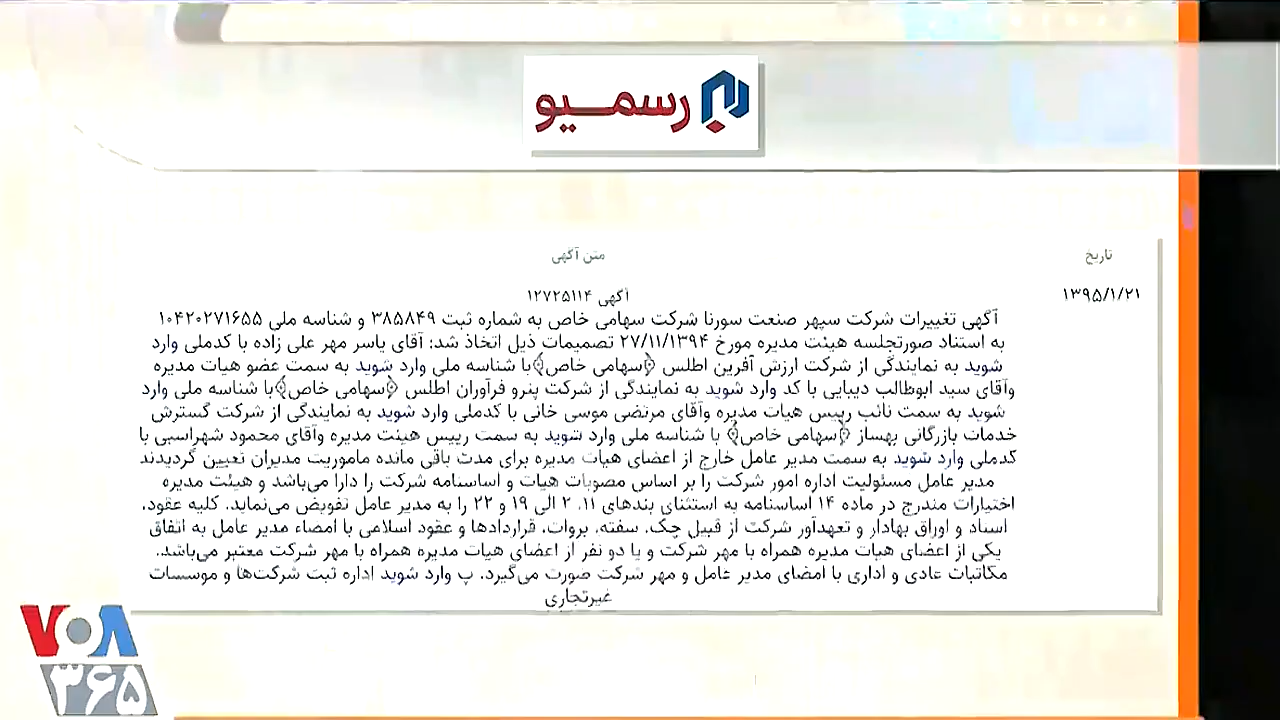 رسمیو
تاریخ
متن آگهی
۱۳۹۵/۱/۲۱
آگهی ۱۲۷۲۵۱۱۴
آگهی تغییرات شرکت سپهر صنعت سورنا شرکت سهامی خاص به شماره ثبت ۳۸۵۸۴۹ و شناسه ملی ۱۰۴۲۰۲۷۱۶۵۵
به استناد صورتجلسه هیئت مدیره مورخ ۲۷/۱۱/۱۳۹۴ تصمیمات ذیل اتخاذ شد: آقای یاسر مهر علی زاده با کدملی وارد
شوید به نمایندگی از شرکت ارزش آفرین اطلس ﴿سهامی خاص﴾با شناسه ملی وارد شوید به سمت عضو هیات مدیره
وآقای سید ابوطالب دیبایی با کد وارد شوید به نمایندگی از شرکت پنرو فرآوران اطلس ﴿سهامی خاص﴾با شناسه ملی وارد
شوید به سمت نائب رییس هیات مدیره وآقای مرتضی موسی خانی با کدملی وارد شوید به نمایندگی از شرکت گسترش
خدمات بازرگانی بهساز ﴿سهامی خاص﴾ با شناسه ملی وارد شوید به سمت رییس هیئت مدیره وآقای محمود شهراسبی با
کدملی وارد شوید به سمت مدیر عامل خارج از اعضای هیات مدیره برای مدت باقی مانده ماموریت مدیران تعیین گردیدند
مدیر عامل مسئولیت اداره امور شرکت را بر اساس مصوبات هیات و اساسنامه شرکت را دارا می‌باشد و هیئت مدیره
اختیارات مندرج در ماده ۱۴ اساسنامه به استثنای بندهای ۱۱، ۲ الی ۱۹ و ۲۲ را به مدیر عامل تفویض می‌نماید. کلیه عقود،
اسناد و اوراق بهادار و تعهدآور شرکت از قبیل چک، سفته، بروات، قراردادها و عقود اسلامی با امضاء مدیر عامل به اتفاق
یکی از اعضای هیات مدیره همراه با مهر شرکت و یا دو نفر از اعضای هیات مدیره همراه با مهر شرکت معتبر می‌باشد.
مکاتبات عادی و اداری با امضای مدیر عامل و مهر شرکت صورت می‌گیرد. پ وارد شوید اداره ثبت شرکت‌ها و موسسات
غیرتجاری
VOA
۳۶۵